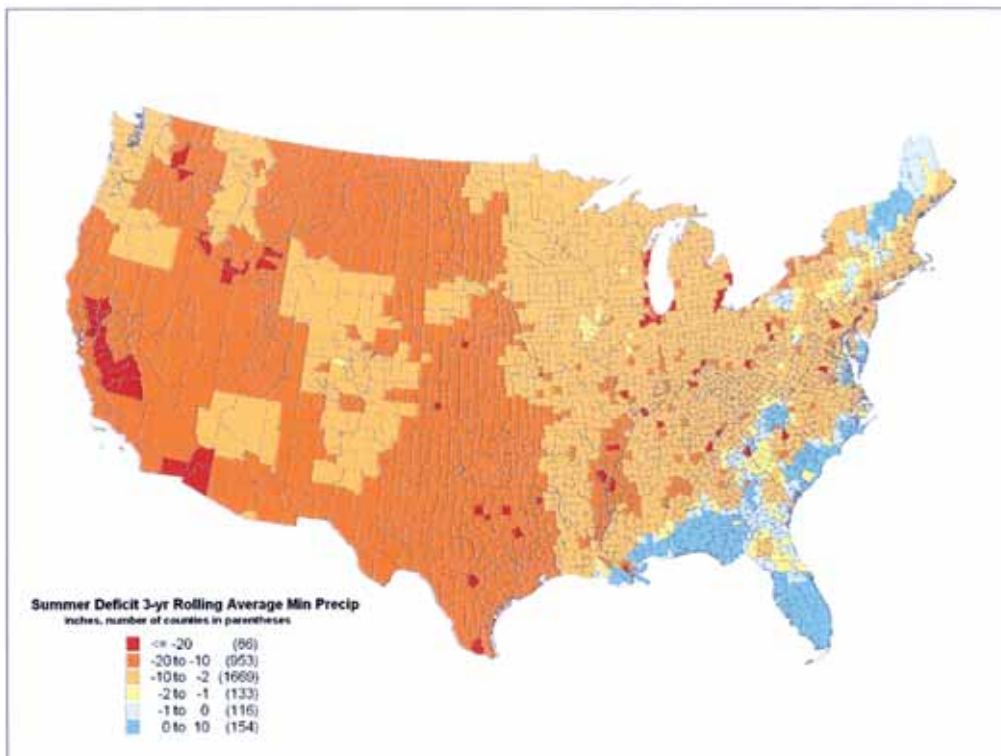 Summer Deficit 3-yr Rolling Average Min Precip
inches, number of counties in parentheses
<= -20 (86)
-20 to -10 (953)
-10 to -2 (1669)
-2 to -1 (133)
-1 to 0 (116)
0 to 10 (154)